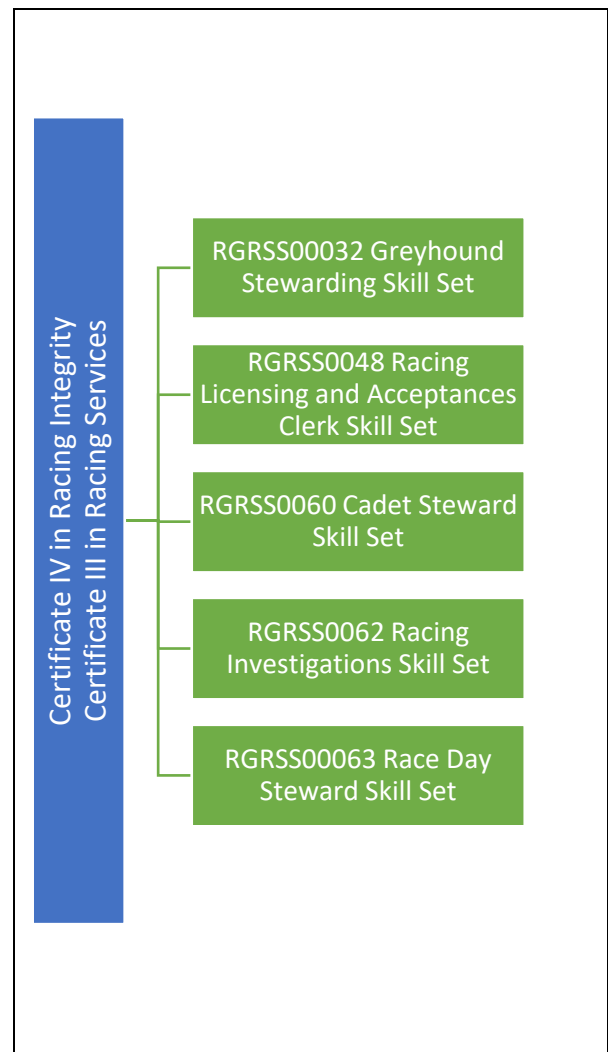 Certificate IV in Racing Integrity
Certificate III in Racing Services
RGRSS00032 Greyhound
Stewarding Skill Set
RGRSS0048 Racing
Licensing and Acceptances
Clerk Skill Set
RGRSS0060 Cadet Steward
Skill Set
RGRSS0062 Racing
Investigations Skill Set
RGRSS00063 Race Day
Steward Skill Set